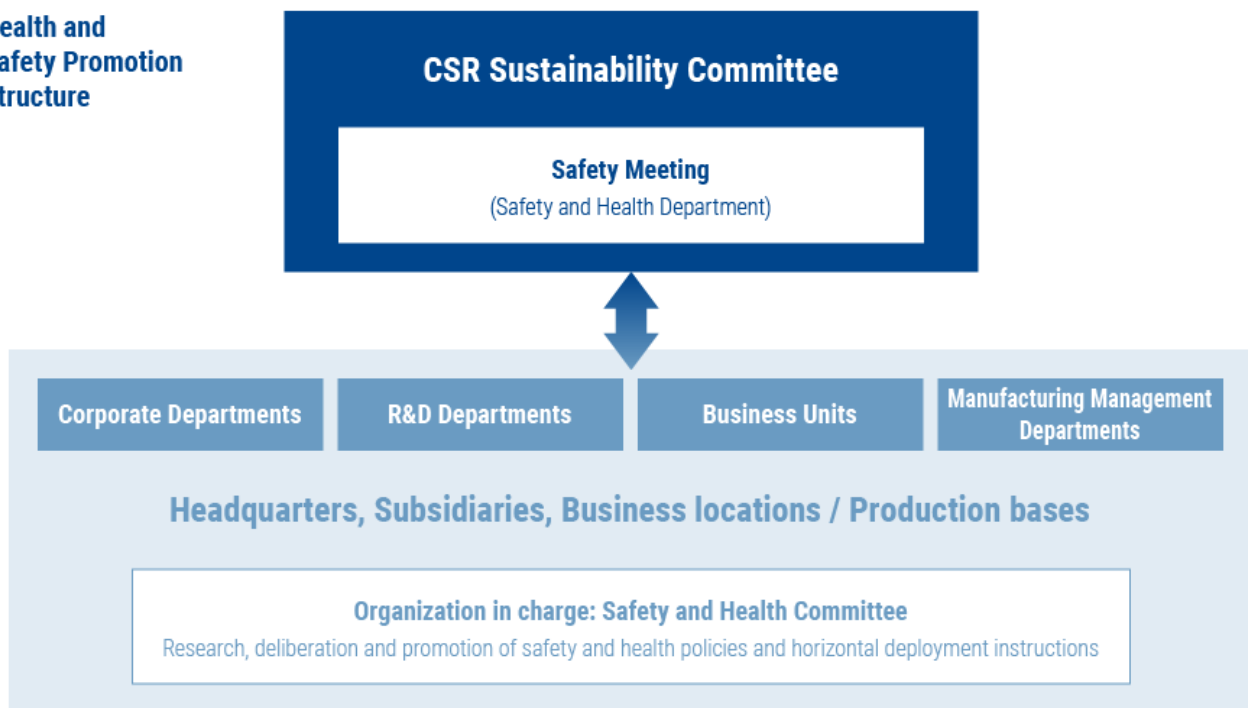 ealth and
afety Promotion
tructure
CSR Sustainability Committee
Safety Meeting
(Safety and Health Department)
Corporate Departments
R&D Departments
Business Units
Manufacturing Management
Departments
Headquarters, Subsidiaries, Business locations / Production bases
Organization in charge: Safety and Health Committee
Research, deliberation and promotion of safety and health policies and horizontal deployment instructions